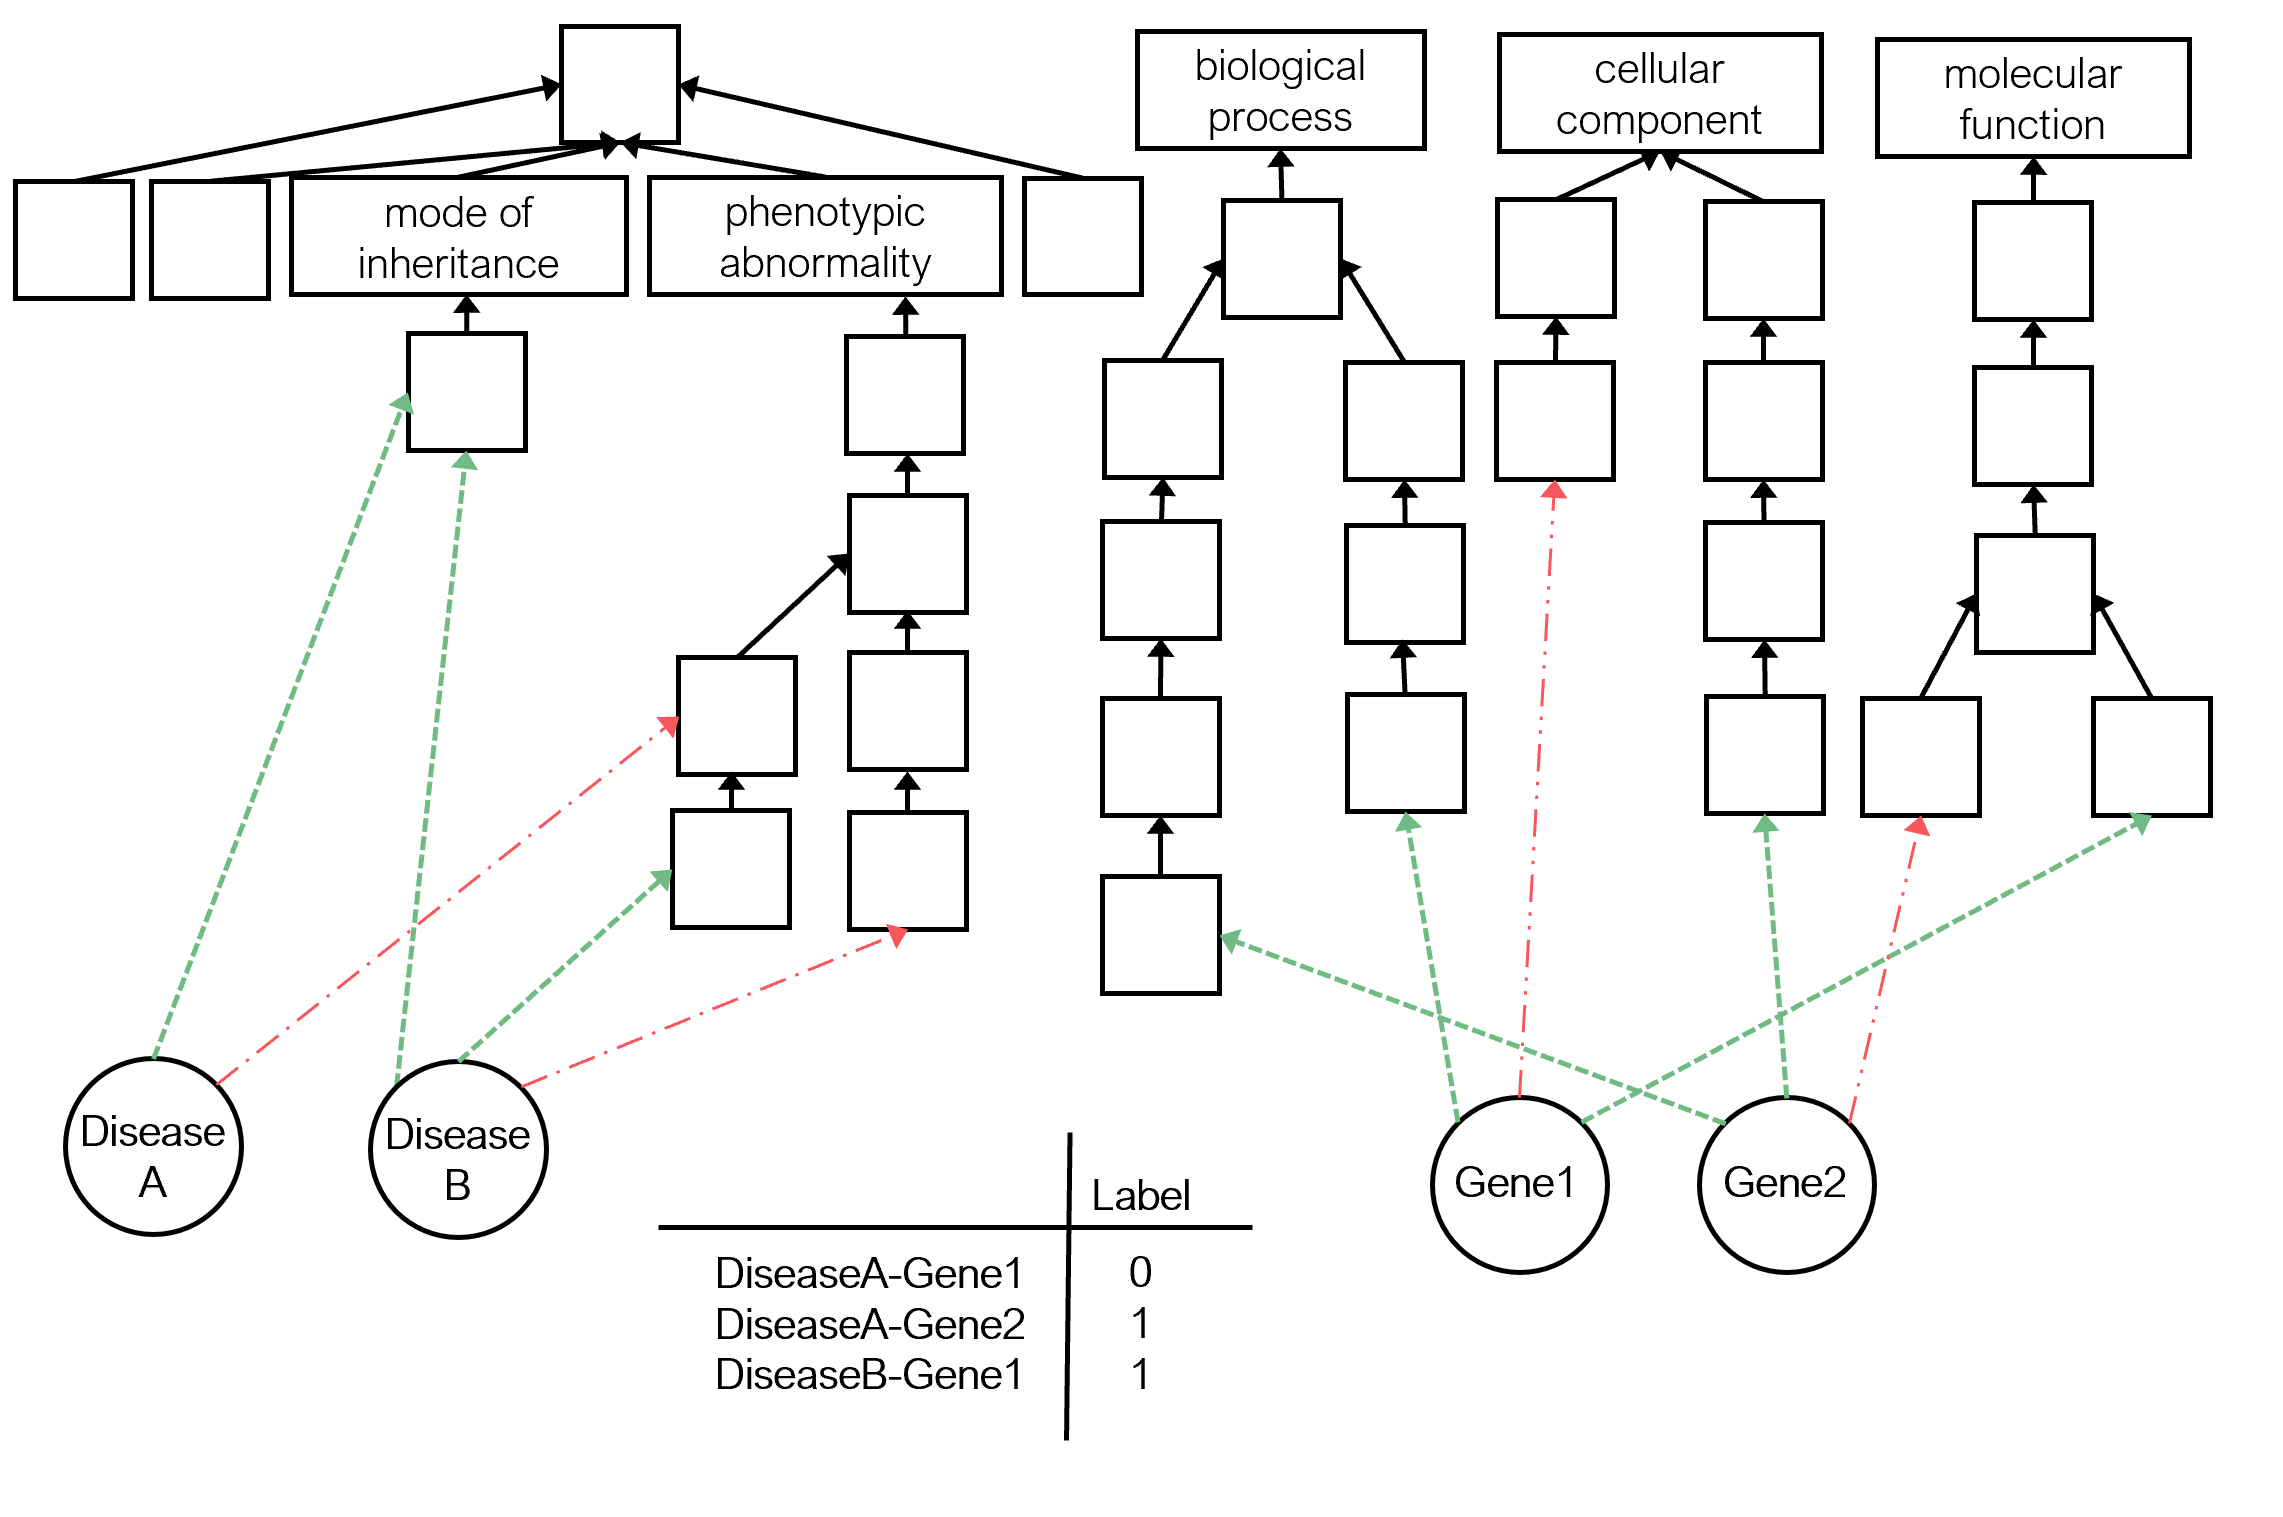 biological
process
cellular
component
molecular
function
mode of
inheritance
phenotypic
abnormality
Disease
A
Disease
B
Gene1
Gene2
Label
DiseaseA-Gene1 0
DiseaseA-Gene2 1
DiseaseB-Gene1 1